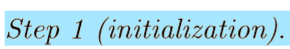 Step 1 (initialization).